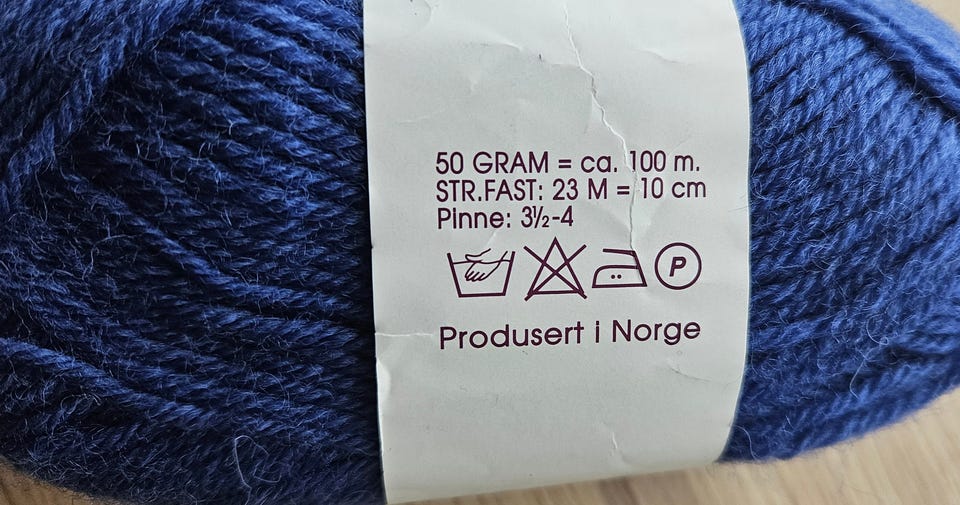 50 GRAM = ca. 100 m.
STR.FAST: 23 M = 10 cm
Pinne: 3½-4
P
Produsert i Norge